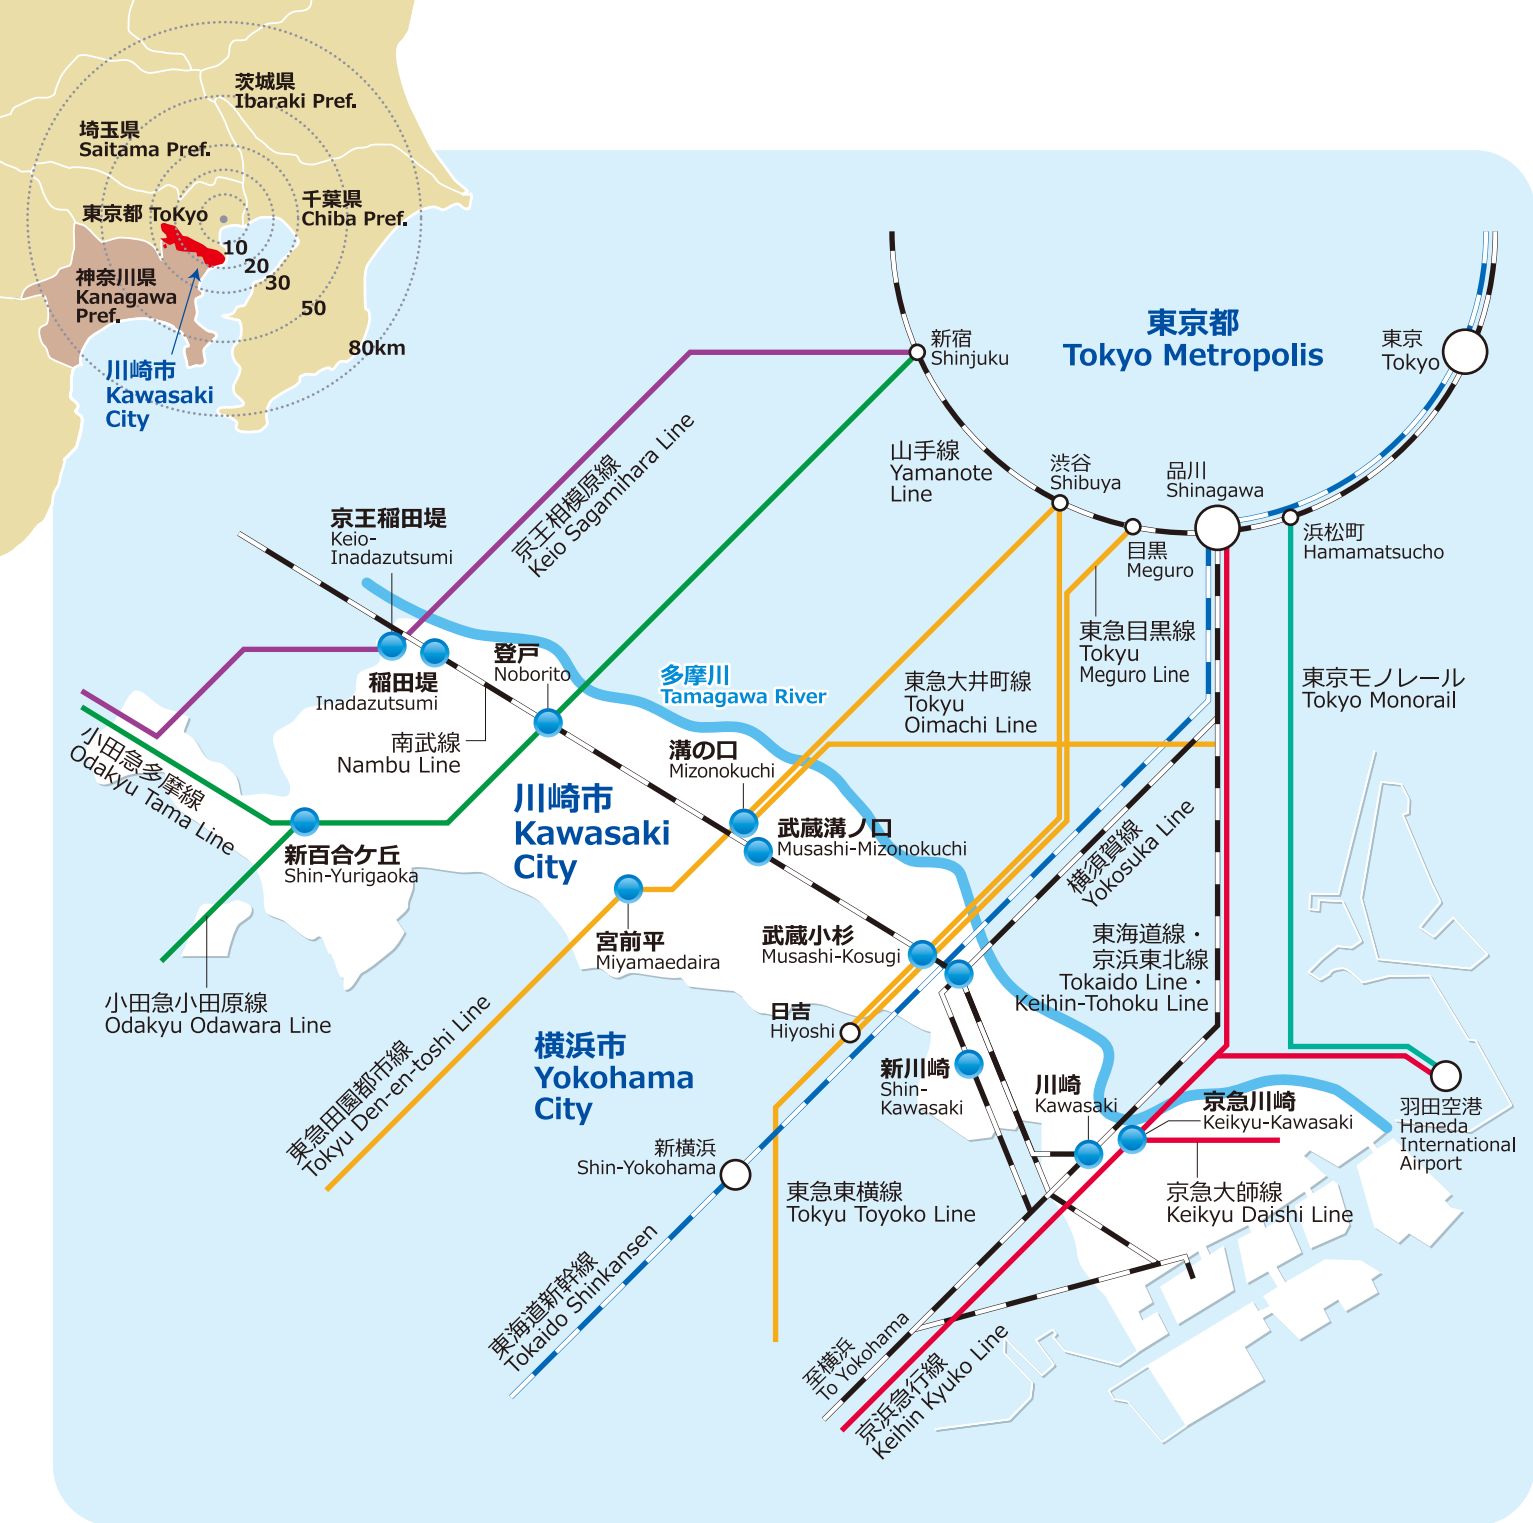 茨城県
Ibaraki Pref.
埼玉県
Saitama Pref.
千葉県
Chiba Pref.
東京都 ToKyo
10
20
30
50
80km
神奈川県
Kanagawa
Pref.
川崎市
Kawasaki
City
東京都
Tokyo Metropolis
新宿
Shinjuku
東京
Tokyo
山手線
Yamanote
Line
渋谷
Shibuya
品川
Shinagawa
目黒
Meguro
浜松町
Hamamatsucho
京王相模原線
Keio Sagamihara Line
京王稲田堤
Keio-
Inadazutsumi
稲田堤
Inadazutsumi
登戸
Noborito
多摩川
Tamagawa River
東急大井町線
Tokyu
Oimachi Line
東急目黒線
Tokyu
Meguro Line
東京モノレール
Tokyo Monorail
南武線
Nambu Line
小田急多摩線
Odakyu Tama Line
溝の口
Mizonokuchi
川崎市
Kawasaki
City
武蔵溝ノ口
Musashi-Mizonokuchi
新百合ケ丘
Shin-Yurigaoka
横須賀線
Yokosuka Line
宮前平
Miyamaedaira
武蔵小杉
Musashi-Kosugi
東海道線・
京浜東北線
Tokaido Line・
Keihin-Tohoku Line
小田急小田原線
Odakyu Odawara Line
日吉
Hiyoshi
東急田園都市線
Tokyu Den-en-toshi Line
横浜市
Yokohama
City
新川崎
Shin-
Kawasaki
川崎
Kawasaki
京急川崎
Keikyu-Kawasaki
羽田空港
Haneda
International
Airport
新横浜
Shin-Yokohama
東急東横線
Tokyu Toyoko Line
京急大師線
Keikyu Daishi Line
東海道新幹線
Tokaido Shinkansen
至横浜
To Yokohama
京浜急行線
Keihin Kyuko Line